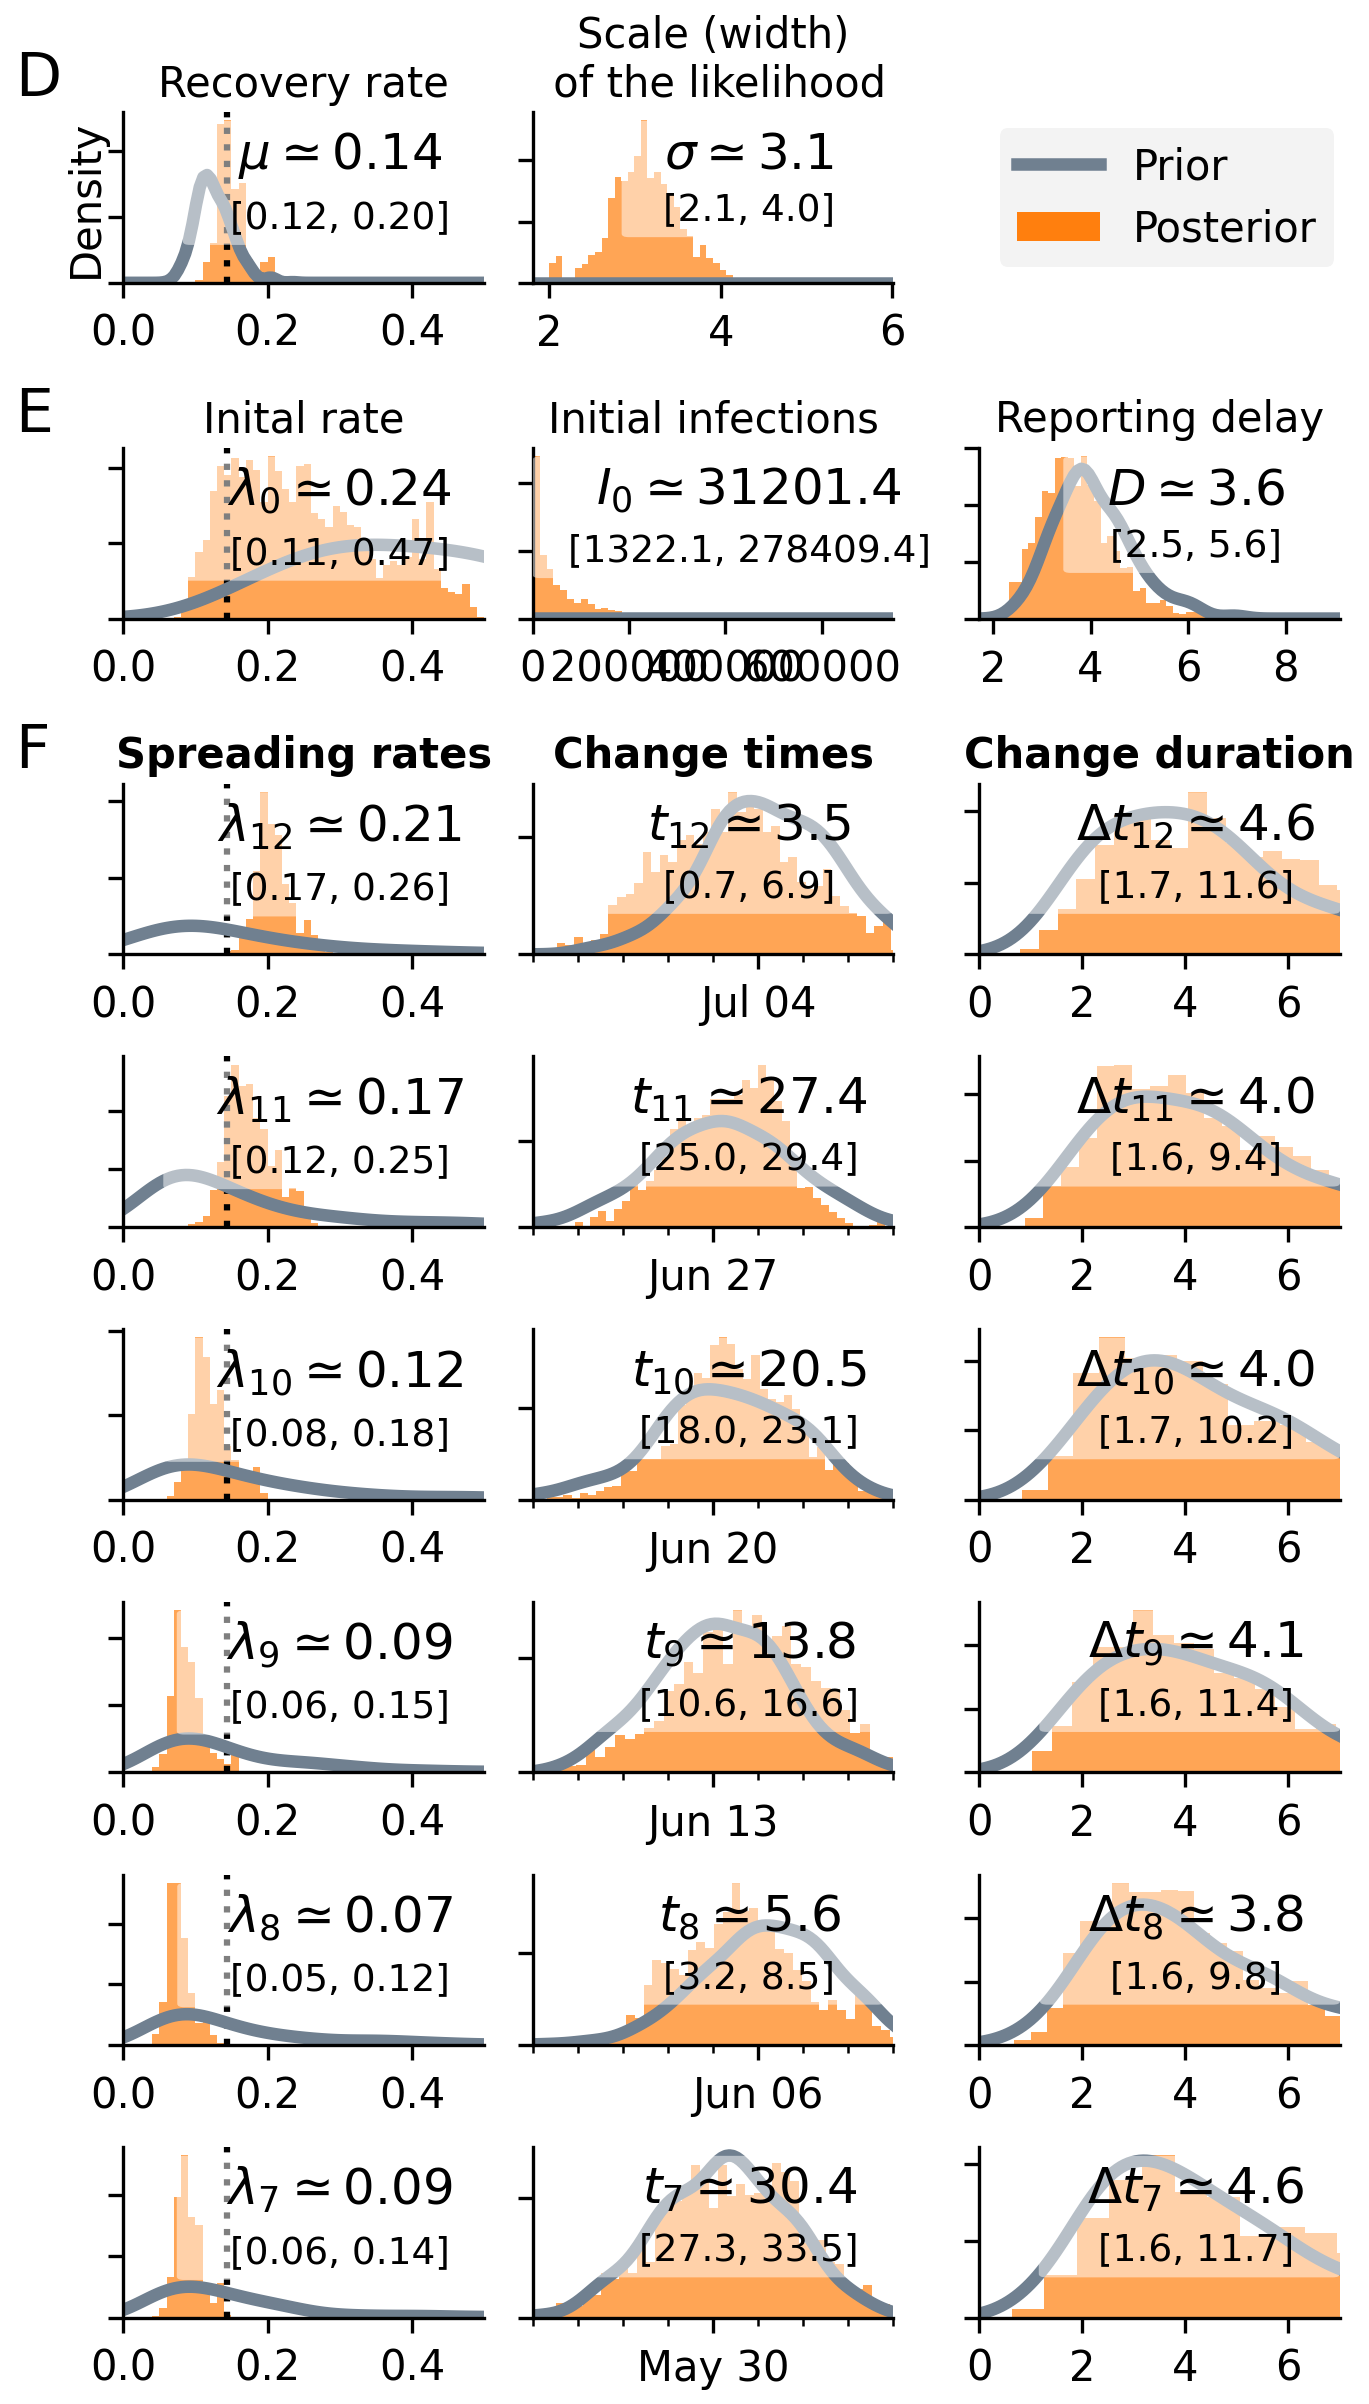 D
Recovery rate
Scale (width)
of the likelihood
Density
μ ≃ 0.14
[0.12, 0.20]
0.0 0.2 0.4
σ ≃ 3.1
[2.1, 4.0]
2 4 6
Prior
Posterior
E
Inital rate
λ0 ≃ 0.24
[0.11, 0.47]
0.0 0.2 0.4
Initial infections
I0 ≃ 31201.4
[1322.1, 278409.4]
0 200000 400000 600000
Reporting delay
D ≃ 3.6
[2.5, 5.6]
2 4 6 8
F
Spreading rates Change times Change duration
λ12 ≃ 0.21
[0.17, 0.26]
0.0 0.2 0.4
t12 ≃ 3.5
[0.7, 6.9]
Jul 04
Δt12 ≃ 4.6
[1.7, 11.6]
0 2 4 6
λ11 ≃ 0.17
[0.12, 0.25]
0.0 0.2 0.4
t11 ≃ 27.4
[25.0, 29.4]
Jun 27
Δt11 ≃ 4.0
[1.6, 9.4]
0 2 4 6
λ10 ≃ 0.12
[0.08, 0.18]
0.0 0.2 0.4
t10 ≃ 20.5
[18.0, 23.1]
Jun 20
Δt10 ≃ 4.0
[1.7, 10.2]
0 2 4 6
λ9 ≃ 0.09
[0.06, 0.15]
0.0 0.2 0.4
t9 ≃ 13.8
[10.6, 16.6]
Jun 13
Δt9 ≃ 4.1
[1.6, 11.4]
0 2 4 6
λ8 ≃ 0.07
[0.05, 0.12]
0.0 0.2 0.4
t8 ≃ 5.6
[3.2, 8.5]
Jun 06
Δt8 ≃ 3.8
[1.6, 9.8]
0 2 4 6
λ7 ≃ 0.09
[0.06, 0.14]
0.0 0.2 0.4
t7 ≃ 30.4
[27.3, 33.5]
May 30
Δt7 ≃ 4.6
[1.6, 11.7]
0 2 4 6